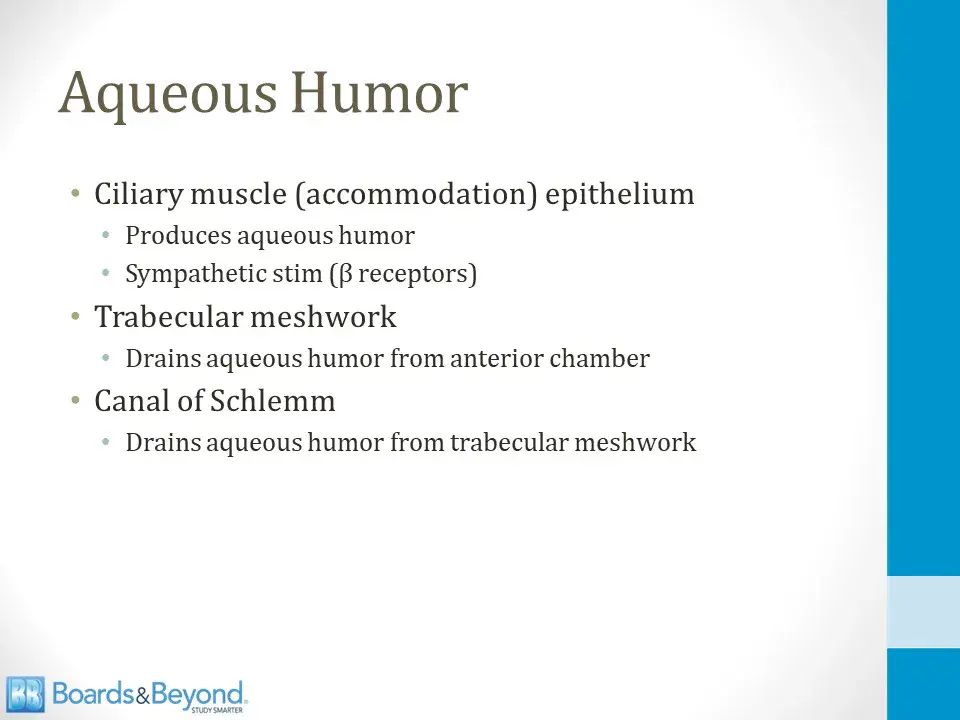 Aqueous Humor
• Ciliary muscle (accommodation) epithelium
• Produces aqueous humor
• Sympathetic stim (β receptors)
• Trabecular meshwork
• Drains aqueous humor from anterior chamber
• Canal of Schlemm
• Drains aqueous humor from trabecular meshwork
BB Boards&Beyond.
STUDY SMARTER